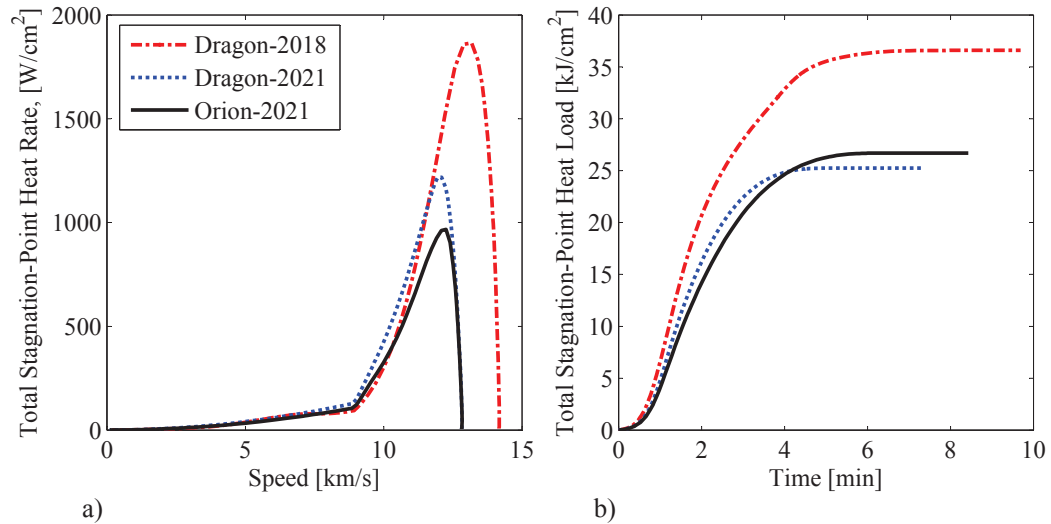 Total Stagnation-Point Heat Rate, [W/cm²]
2000
1500
1000
500
0
Dragon-2018
Dragon-2021
Orion-2021
0 5 10 15
Speed [km/s]
a)
Total Stagnation-Point Heat Load [kJ/cm²]
40
35
30
25
20
15
10
5
0
0 2 4 6 8 10
Time [min]
b)